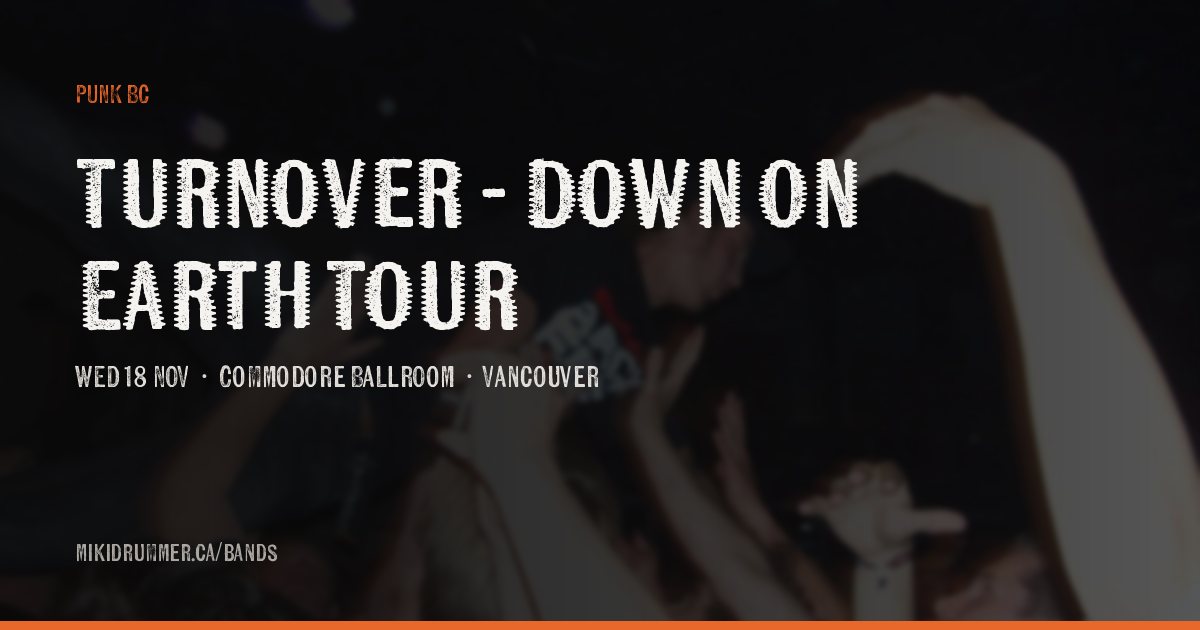 PUNK BC
TURNOVER - DOWN ON
EARTH TOUR
WED 18 NOV · COMMODORE BALLROOM · VANCOUVER
MIKIDRUMMER.CA/BANDS